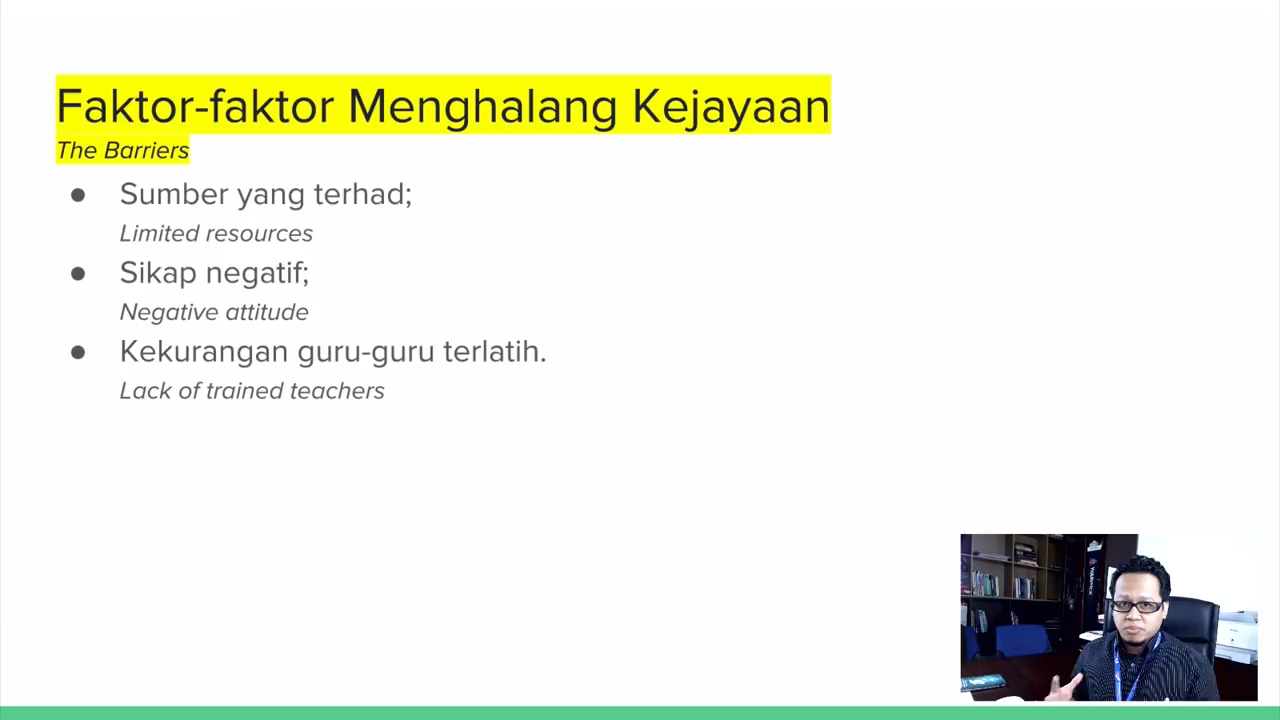 Faktor-faktor Menghalang Kejayaan
The Barriers
● Sumber yang terhad;
Limited resources
● Sikap negatif;
Negative attitude
● Kekurangan guru-guru terlatih.
Lack of trained teachers